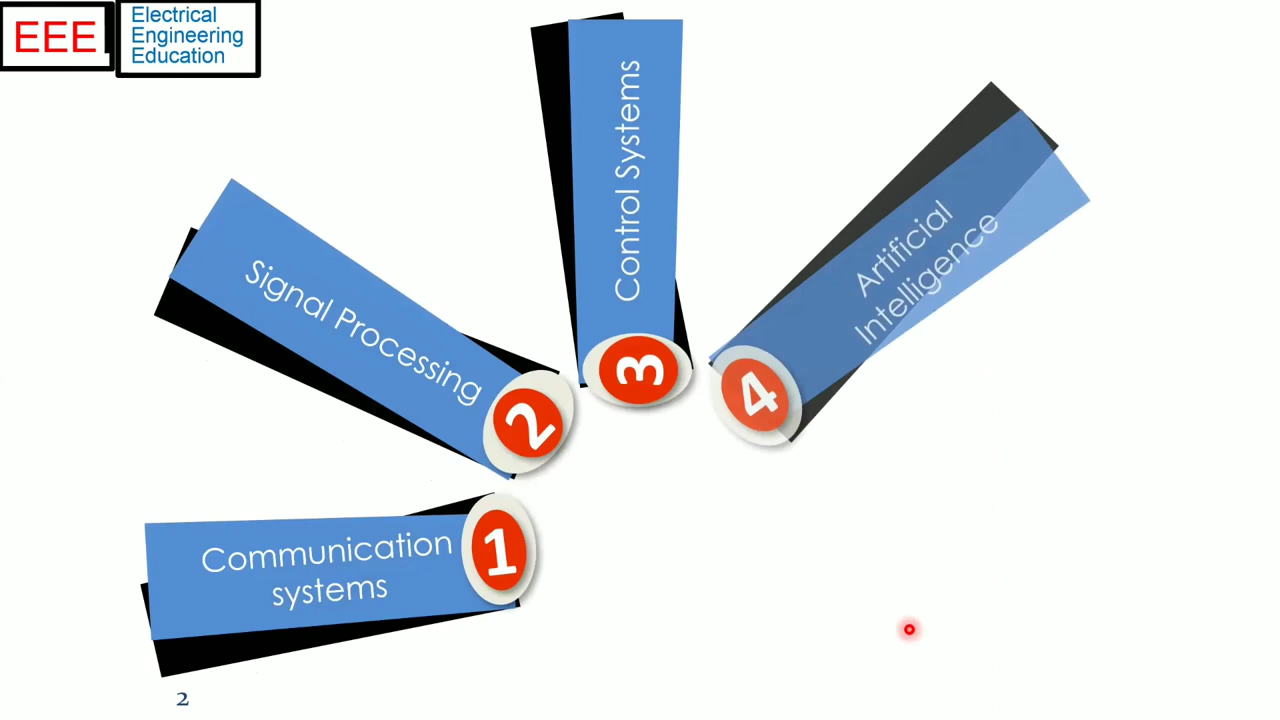 EEE
Electrical
Engineering
Education
Communication
systems
1
Signal Processing
2
Control Systems
3
Artificial
Intelligence
4
2